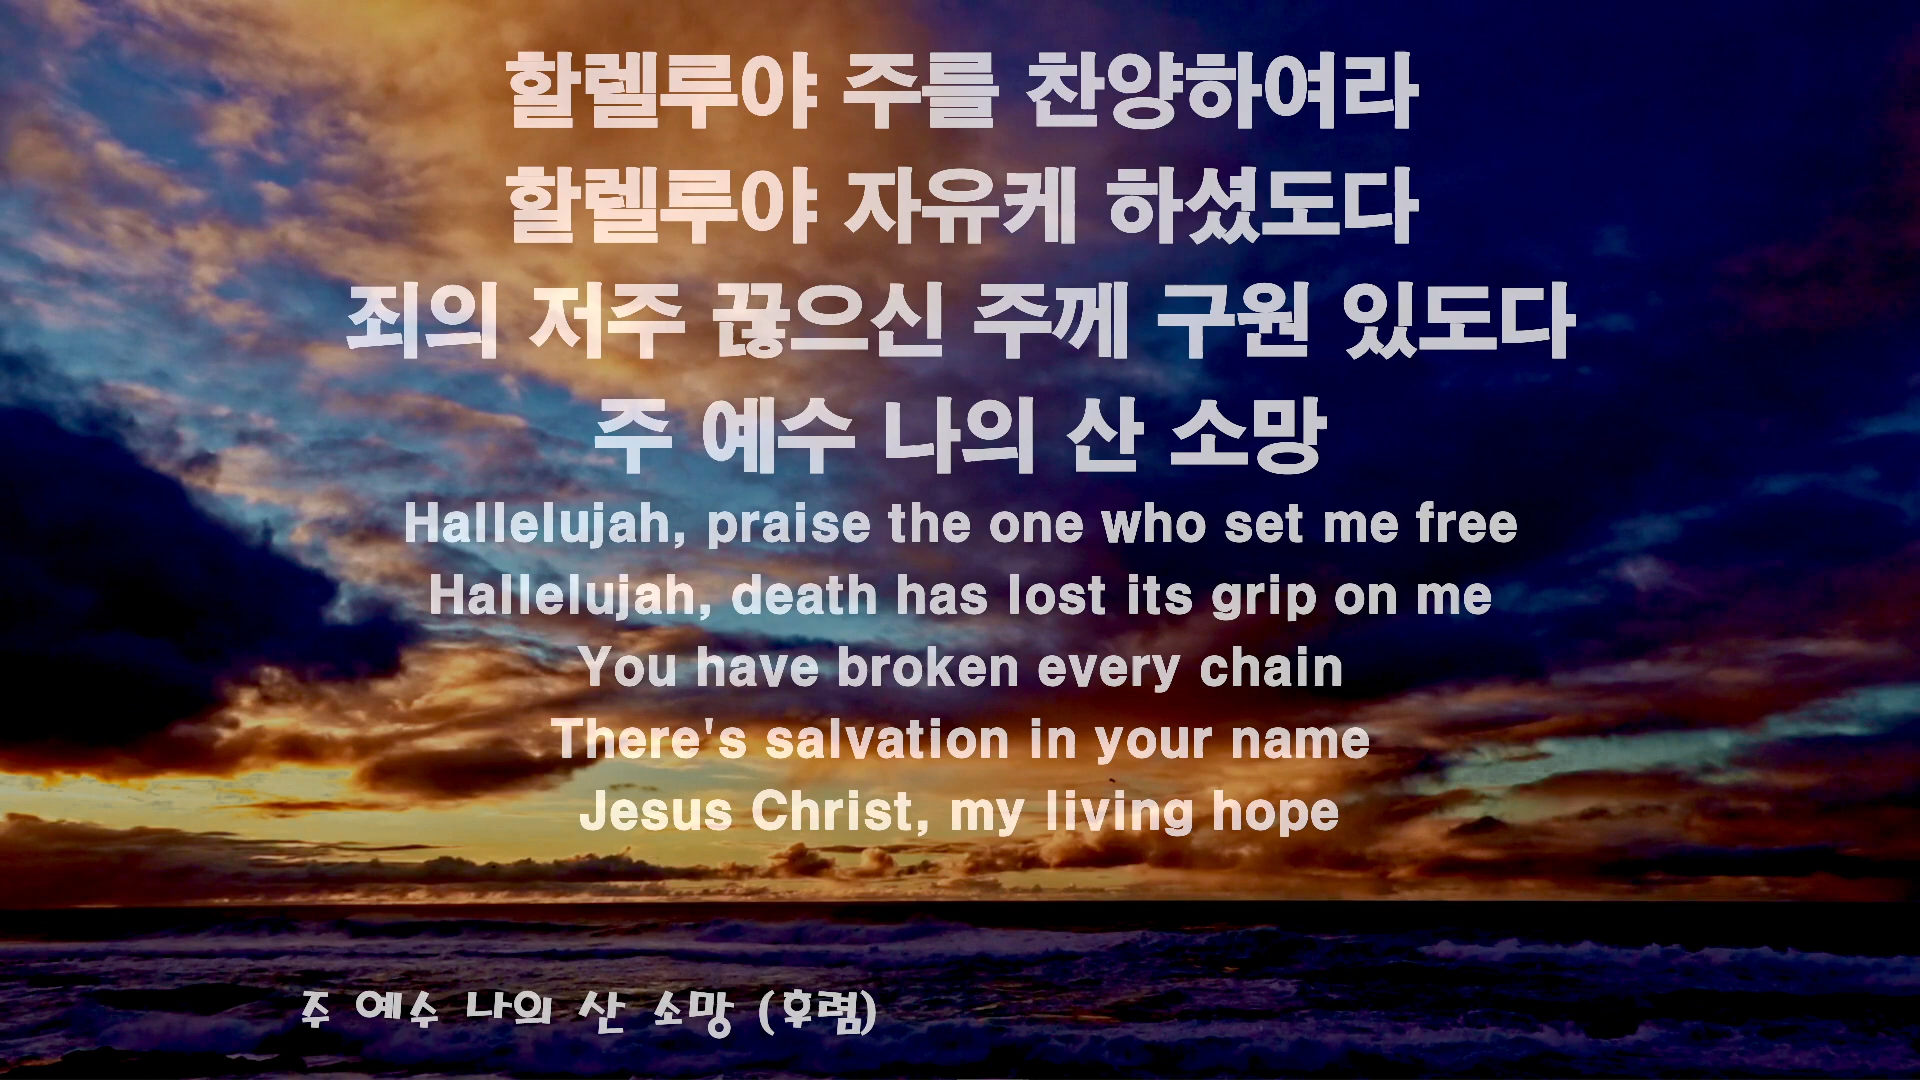 할렐루야 주를 찬양하여라
할렐루야 자유케 하셨도다
죄의 저주 끊으신 주께 구원 있도다
주 예수 나의 산 소망
Hallelujah, praise the one who set me free
Hallelujah, death has lost its grip on me
You have broken every chain
There's salvation in your name
Jesus Christ, my living hope
주 예수 나의 산 소망 (후렴)